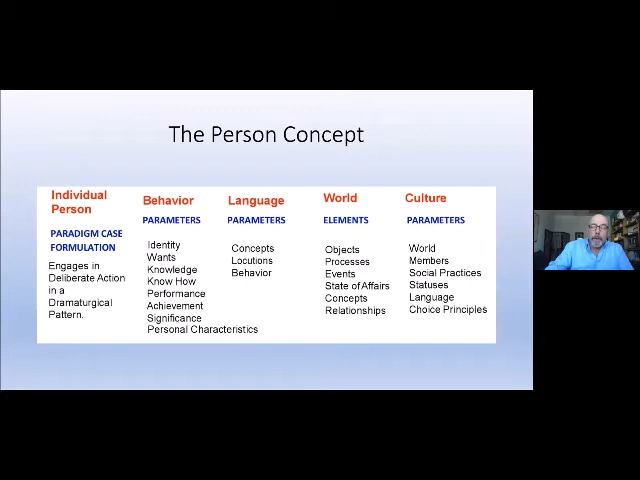 The Person Concept
Individual
Person
PARADIGM CASE
FORMULATION
Engages in
Deliberate Action
in a
Dramaturgical
Pattern.
Behavior
PARAMETERS
Identity
Wants
Knowledge
Know How
Performance
Achievement
Significance
Personal Characteristics
Language
PARAMETERS
Concepts
Locutions
Behavior
World
ELEMENTS
Objects
Processes
Events
State of Affairs
Concepts
Relationships
Culture
PARAMETERS
World
Members
Social Practices
Statuses
Language
Choice Principles